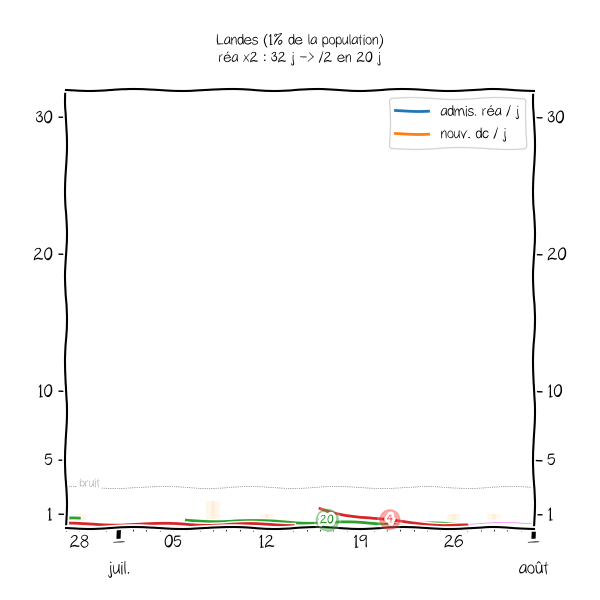 Landes (1% de la population)
réa x2 : 32 j -> /2 en 20 j
admis. réa / j
nouv. dc / j
30
30
20
20
10
10
5
5
bruit
1
1
20
4
28
05
12
19
26
juil.
août